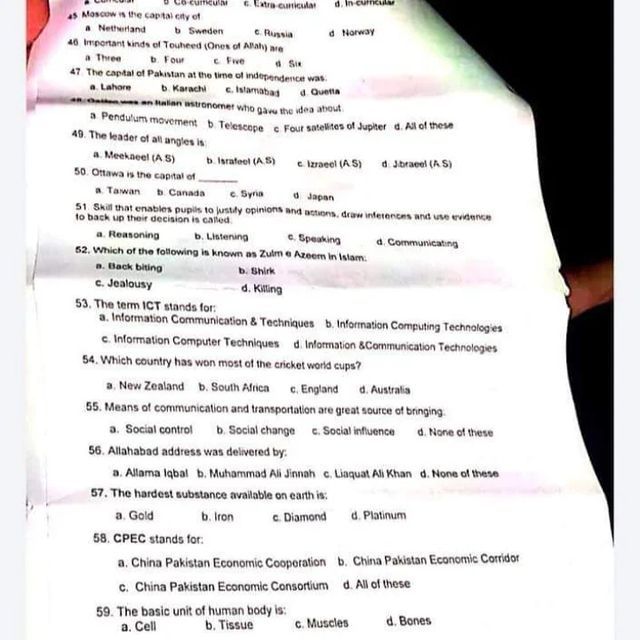 b Co-curricular c. Extra-curricular d. In-curricular
45 Moscow is the capital city of
a Netherland b Sweden c. Russia d Norway
46 Important kinds of Touheed (Ones of Allah) are
a Three b. Four c. Five d Six
47 The capital of Pakistan at the time of independence was.
a. Lahore b. Karachi c. Islamabad d. Quetta
was an Italian astronomer who gave the idea about.
a. Pendulum movement b. Telescope c Four satellites of Jupiter d. All of these
49. The leader of all angles is
a. Meekaeel (A S) b. Israfeel (A.S) c. Izraeel (A S) d. Jibraeel (A S)
50. Ottawa is the capital of ______
a. Taiwan b. Canada c. Syria d. Japan
51. Skill that enables pupils to justify opinions and actions, draw inferences and use evidence
to back up their decision is called.
a. Reasoning b. Listening c. Speaking d. Communicating
52. Which of the following is known as Zulm e Azeem in Islam:
a. Back biting b. Shirk
c. Jealousy d. Killing
53. The term ICT stands for:
a. Information Communication & Techniques b. Information Computing Technologies
c. Information Computer Techniques d. Information &Communication Technologies
54. Which country has won most of the cricket world cups?
a. New Zealand b. South Africa c. England d. Australia
55. Means of communication and transportation are great source of bringing.
a. Social control b. Social change c. Social influence d. None of these
56. Allahabad address was delivered by:
a. Allama Iqbal b. Muhammad Ali Jinnah c. Liaquat Ali Khan d. None of these
57. The hardest substance available on earth is:
a. Gold b. Iron c. Diamond d. Platinum
58. CPEC stands for:
a. China Pakistan Economic Cooperation b. China Pakistan Economic Corridor
c. China Pakistan Economic Consortium d. All of these
59. The basic unit of human body is:
a. Cell b. Tissue c. Muscles d. Bones